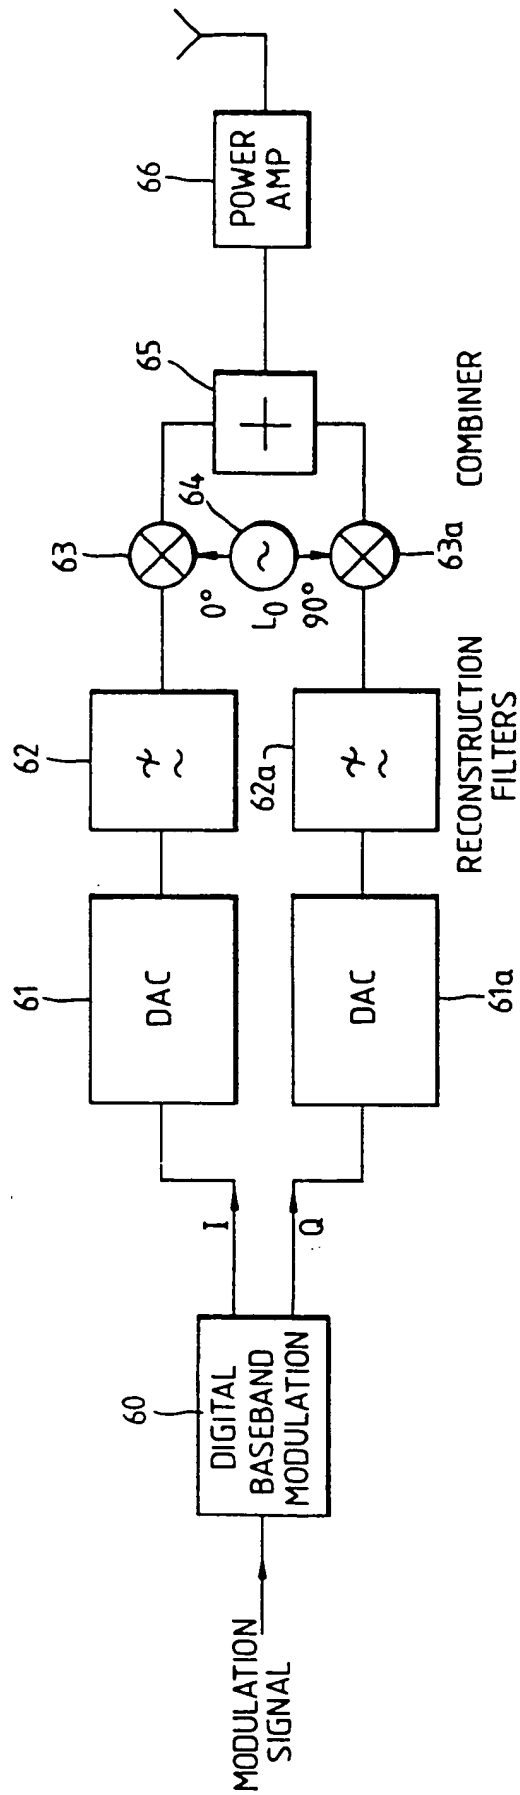 MODULATION
SIGNAL
60
DIGITAL
BASEBAND
MODULATION
I
Q
61
DAC
61a
DAC
62
62a
RECONSTRUCTION
FILTERS
63
0°
64
LO
90°
63a
65
COMBINER
66
POWER
AMP